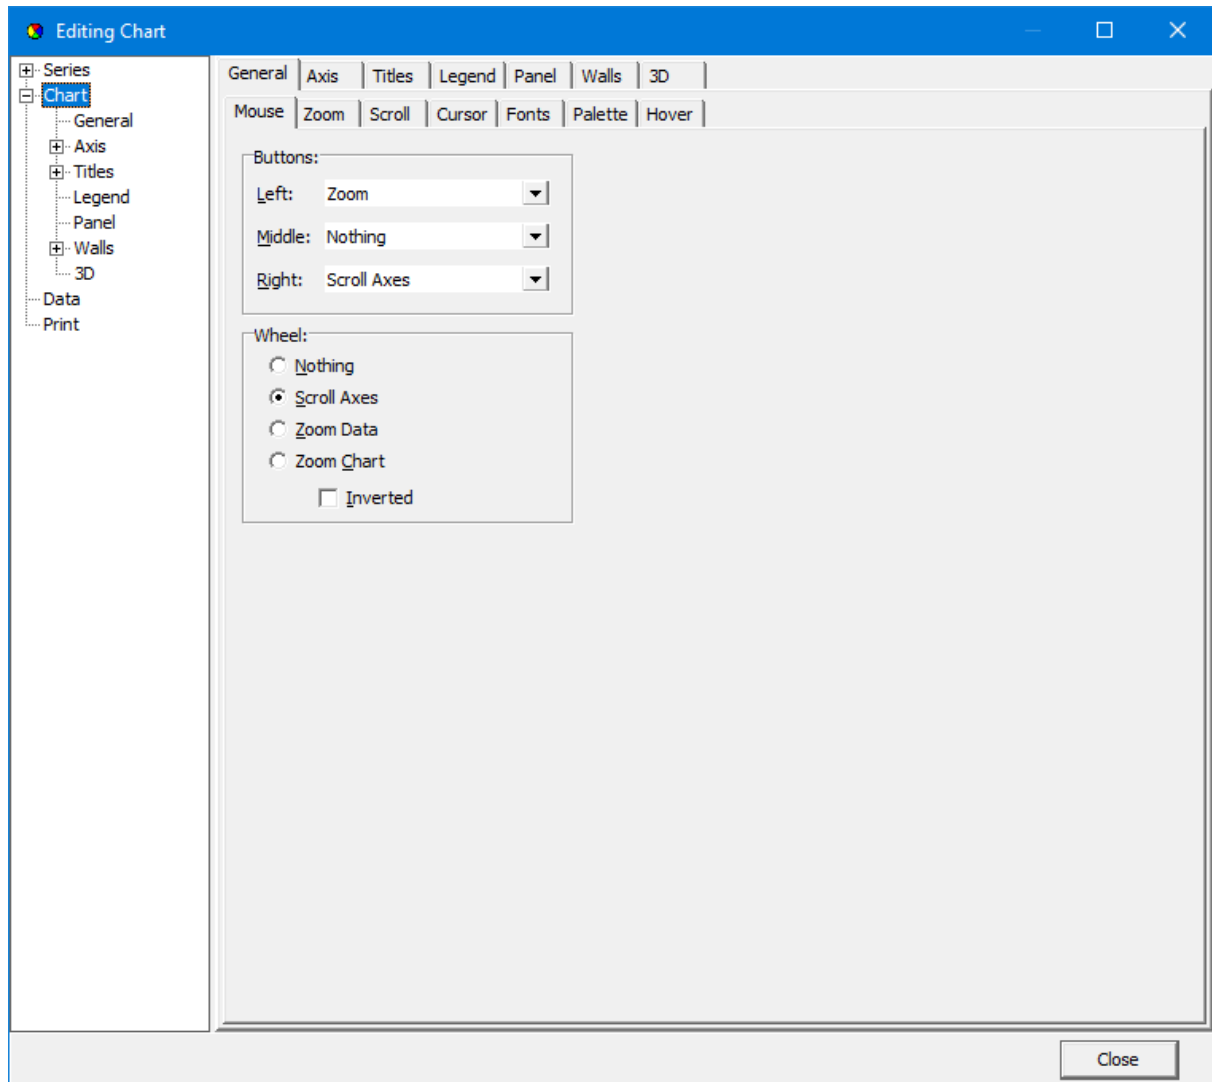 Editing Chart
Series
Chart
General
Axis
Titles
Legend
Panel
Walls
3D
Data
Print
General Axis Titles Legend Panel Walls 3D
Mouse Zoom Scroll Cursor Fonts Palette Hover
Buttons:
Left: Zoom
Middle: Nothing
Right: Scroll Axes
Wheel:
Nothing
Scroll Axes
Zoom Data
Zoom Chart
Inverted
Close